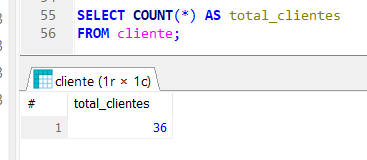 55 SELECT COUNT(*) AS total_clientes
56 FROM cliente;
cliente (1r × 1c)
# total_clientes
1 36